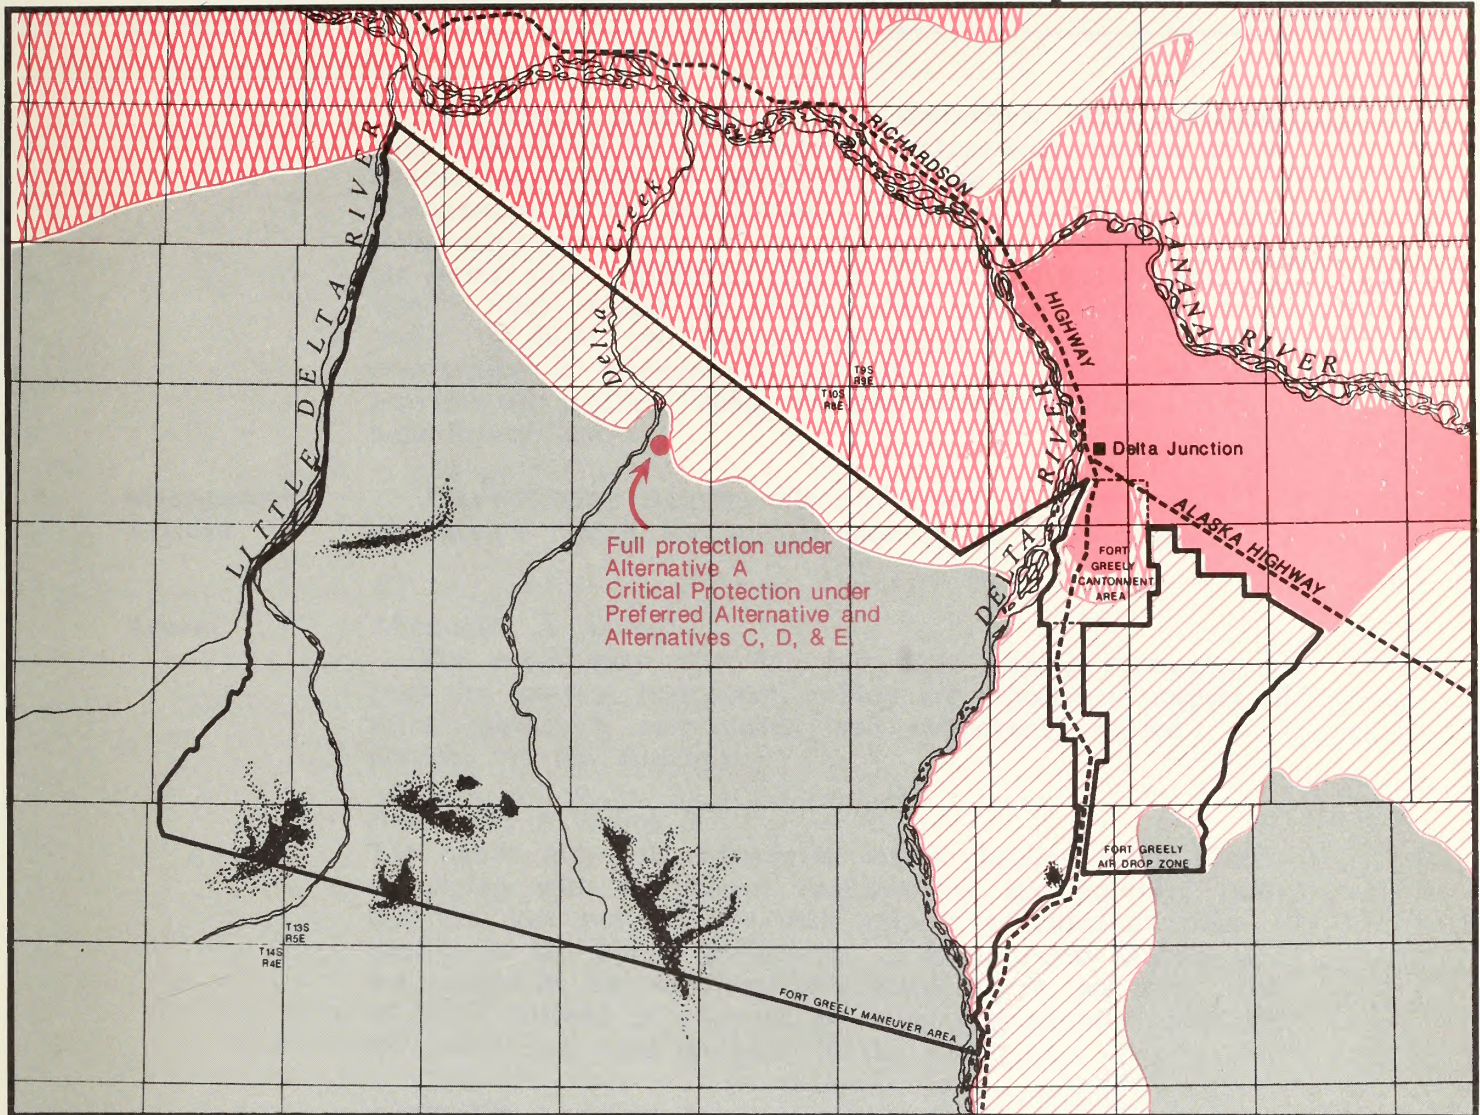 RICHARDSON
HIGHWAY
TANANA RIVER
LITTLE DELTA RIVER
Delta Creek
T9S
R9E
T10S
R8E
DELTA RIVER
Delta Junction
ALASKA HIGHWAY
Full protection under
Alternative A
Critical Protection under
Preferred Alternative and
Alternatives C, D, & E.
FORT
GREELY
CANTONMENT
AREA
FORT GREELY
AIR DROP ZONE
T13S
R5E
T14S
R4E
FORT GREELY MANEUVER AREA